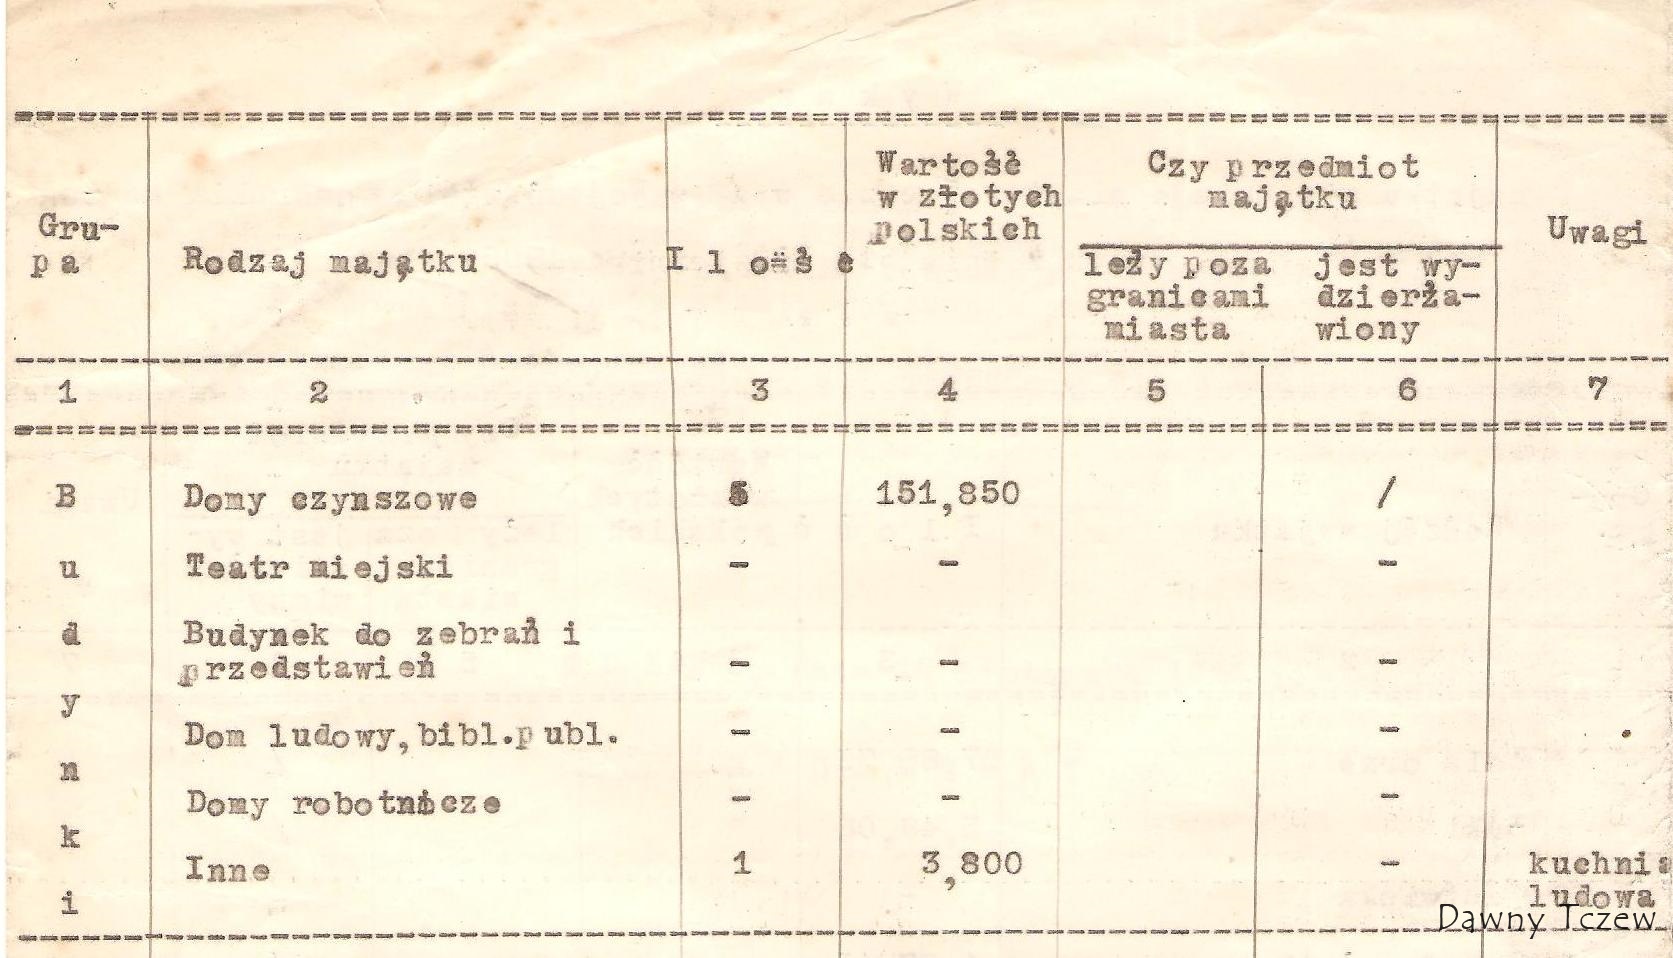 Gru-
pa
Rodzaj majątku
I l o ś ć
Wartość
w złotych
polskich
Czy przedmiot
majątku
leży poza
granicami
miasta
jest wy-
dzierża-
wiony
Uwagi
1 2 3 4 5 6 7
B Domy czynszowe 151,850 /
u Teatr miejski - - -
d Budynek do zebrań i
przedstawień - - -
y
Dom ludowy,bibl.publ. - - -
n
Domy robotnicze - - -
k
Inne 1 3,800 - kuchnia
i ludowa
Dawny Tczew